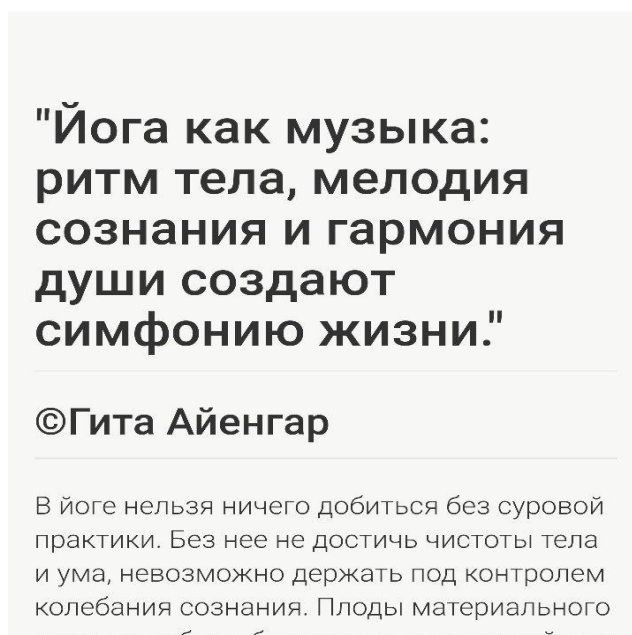 "Йога как музыка:
ритм тела, мелодия
сознания и гармония
души создают
симфонию жизни."
©Гита Айенгар
В йоге нельзя ничего добиться без суровой
практики. Без нее не достичь чистоты тела
и ума, невозможно держать под контролем
колебания сознания. Плоды материального